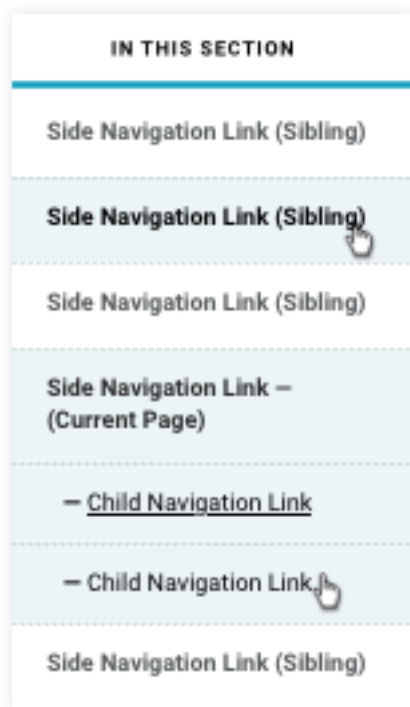 IN THIS SECTION
Side Navigation Link (Sibling)
Side Navigation Link (Sibling)
Side Navigation Link (Sibling)
Side Navigation Link —
(Current Page)
— Child Navigation Link
— Child Navigation Link
Side Navigation Link (Sibling)